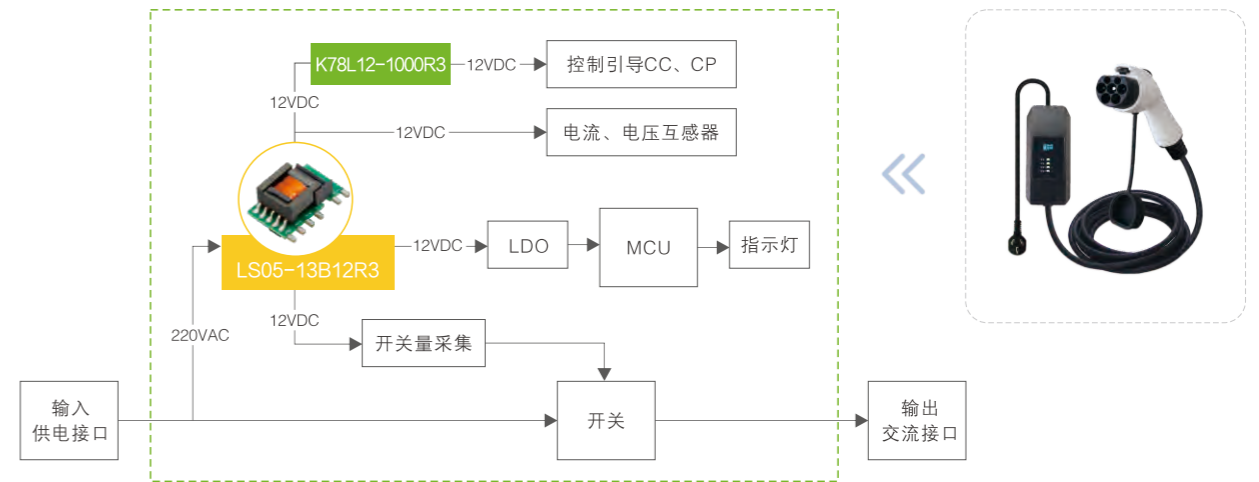 K78L12-1000R3
12VDC
控制引导CC、CP
12VDC
12VDC
电流、电压互感器
LS05-13B12R3
12VDC
LDO
MCU
指示灯
12VDC
220VAC
开关量采集
输入
供电接口
开关
输出
交流接口